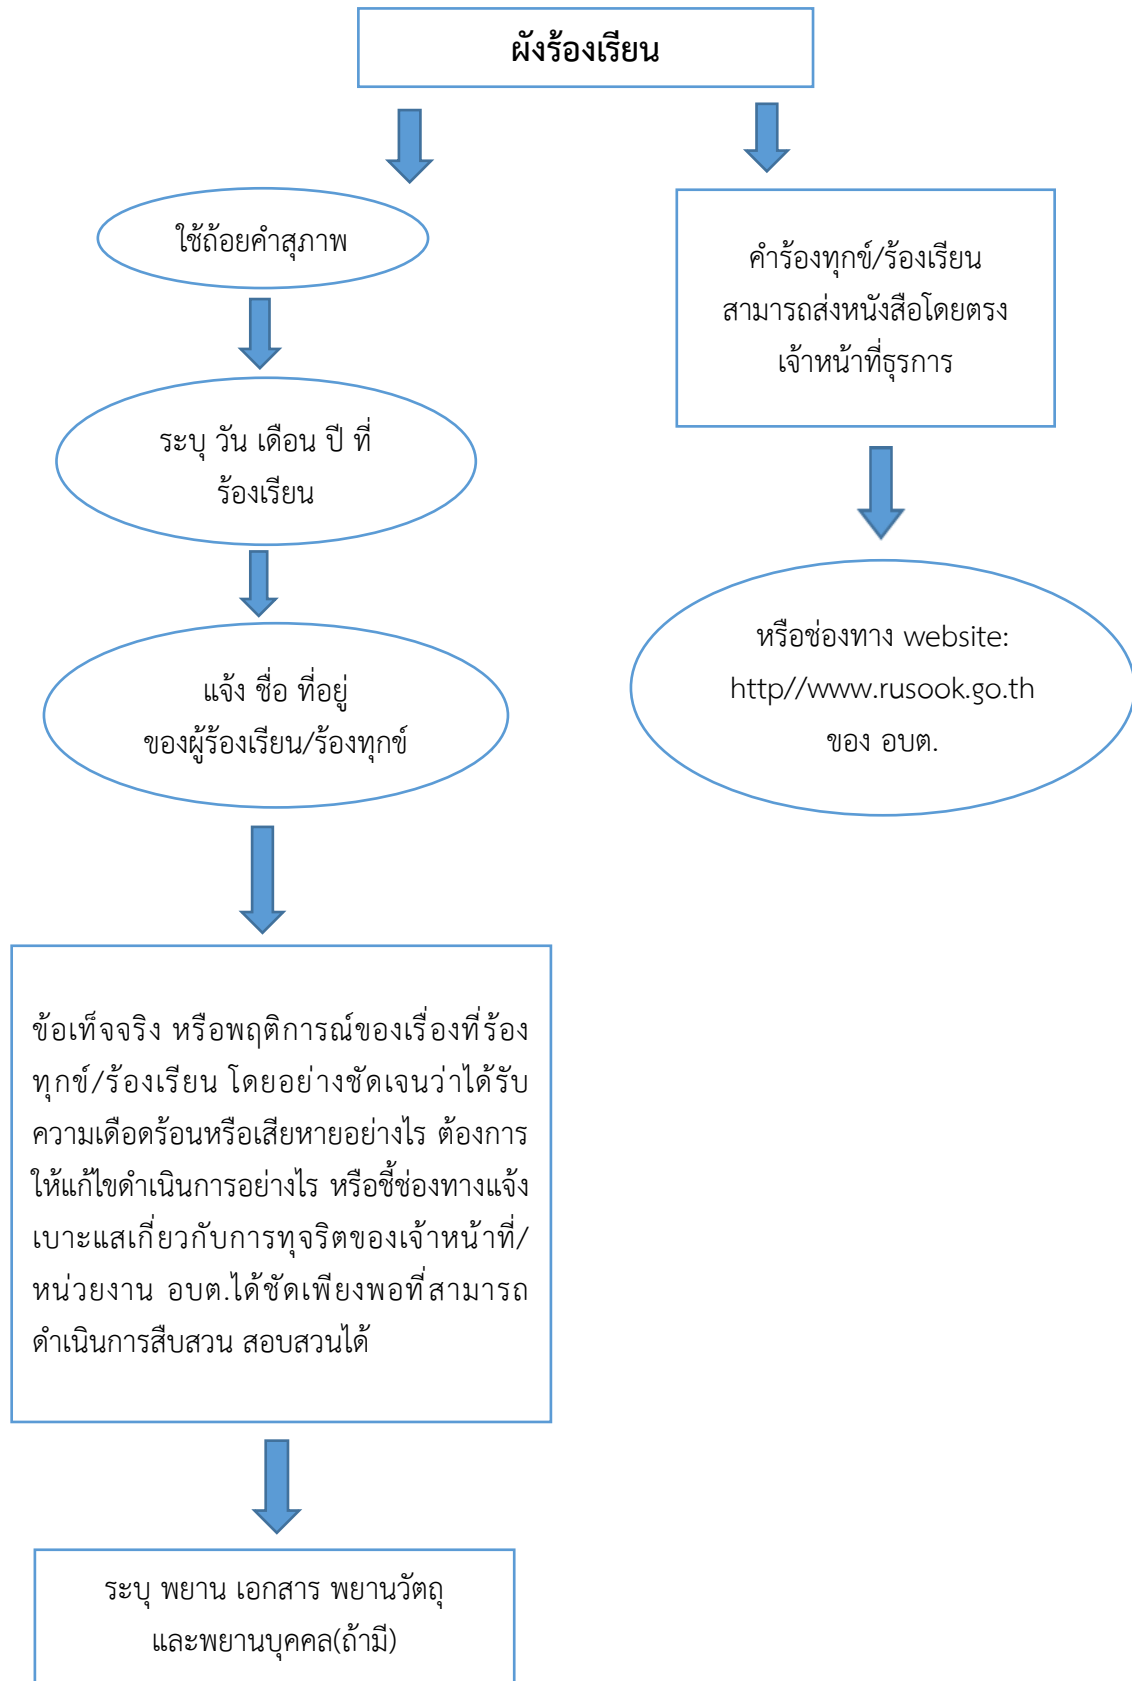 ผังร้องเรียน
ใช้ถ้อยคำสุภาพ
ระบุ วัน เดือน ปี ที่
ร้องเรียน
แจ้ง ชื่อ ที่อยู่
ของผู้ร้องเรียน/ร้องทุกข์
ข้อเท็จจริง หรือพฤติการณ์ของเรื่องที่ร้อง
ทุกข์/ร้องเรียน โดยอย่างชัดเจนว่าได้รับ
ความเดือดร้อนหรือเสียหายอย่างไร ต้องการ
ให้แก้ไขดำเนินการอย่างไร หรือชี้ช่องทางแจ้ง
เบาะแสเกี่ยวกับการทุจริตของเจ้าหน้าที่/
หน่วยงาน อบต.ได้ชัดเพียงพอที่สามารถ
ดำเนินการสืบสวน สอบสวนได้
ระบุ พยาน เอกสาร พยานวัตถุ
และพยานบุคคล(ถ้ามี)
คำร้องทุกข์/ร้องเรียน
สามารถส่งหนังสือโดยตรง
เจ้าหน้าที่ธุรการ
หรือช่องทาง website:
http//www.rusook.go.th
ของ อบต.